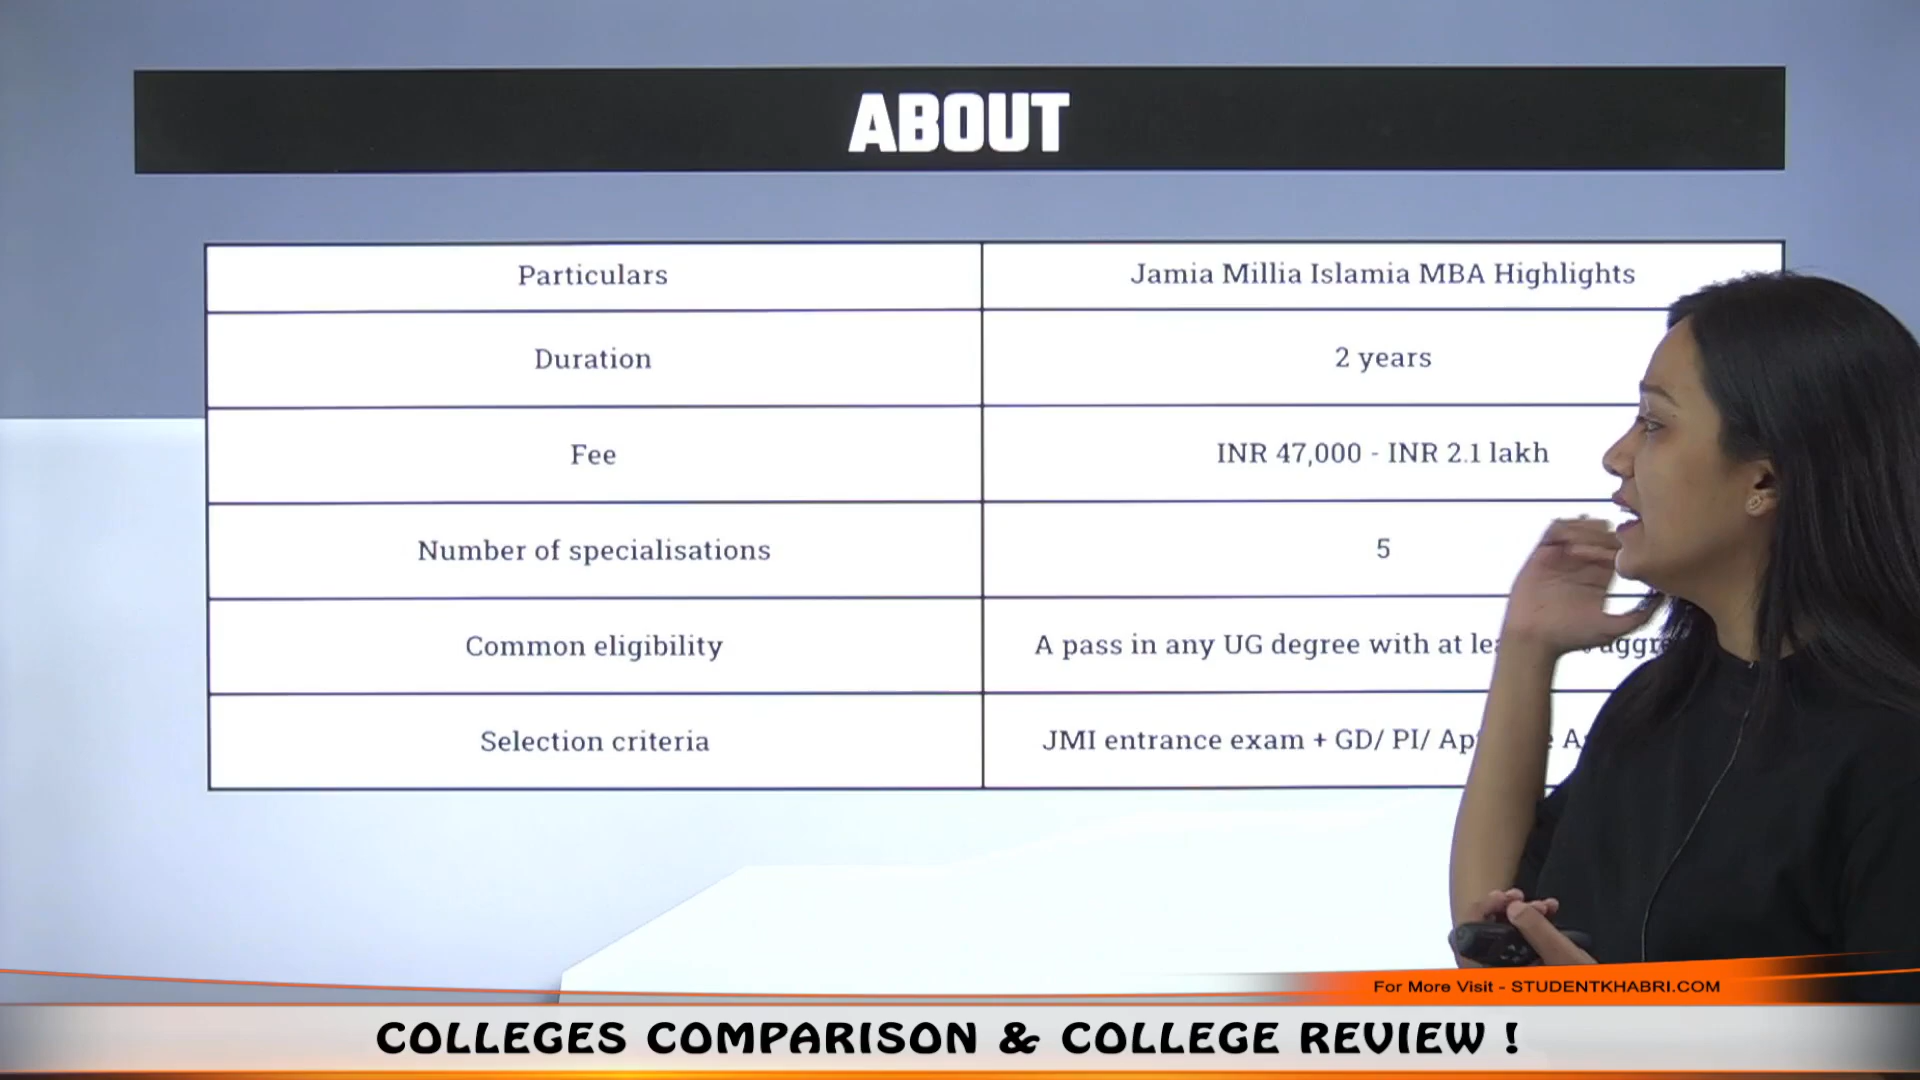 ABOUT
Particulars
Jamia Millia Islamia MBA Highlights
Duration
2 years
Fee
INR 47,000 - INR 2.1 lakh
Number of specialisations
5
Common eligibility
A pass in any UG degree with at
Selection criteria
JMI entrance exam + GD/ PI/
For More Visit - STUDENTKHABRI.COM
COLLEGES COMPARISON & COLLEGE REVIEW !